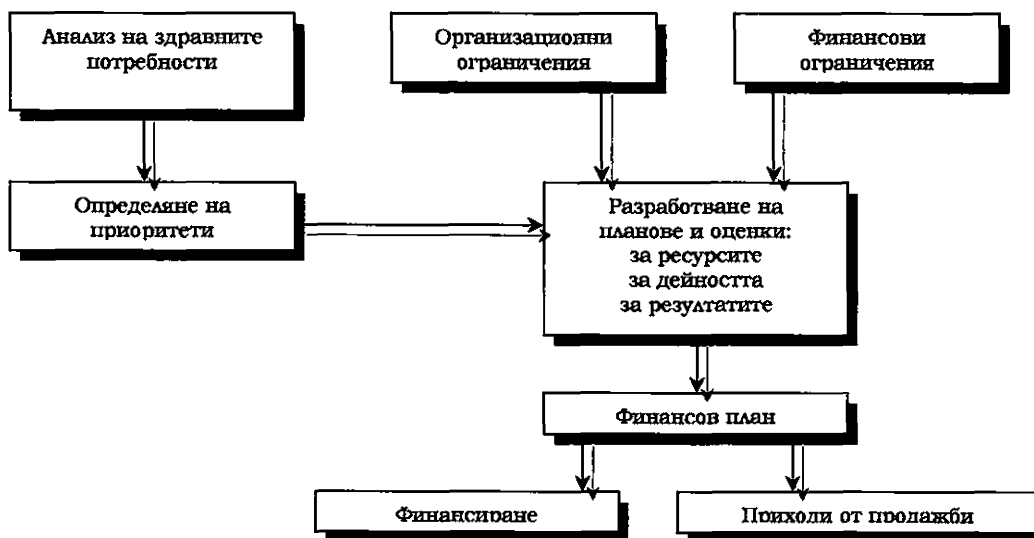 Анализ на здравните
потребности
Организационни
ограничения
Финансови
ограничения
Определяне на
приоритети
Разработване на
планове и оценки:
за ресурсите
за дейността
за резултатите
Финансов план
Финансиране
Приходи от продажби